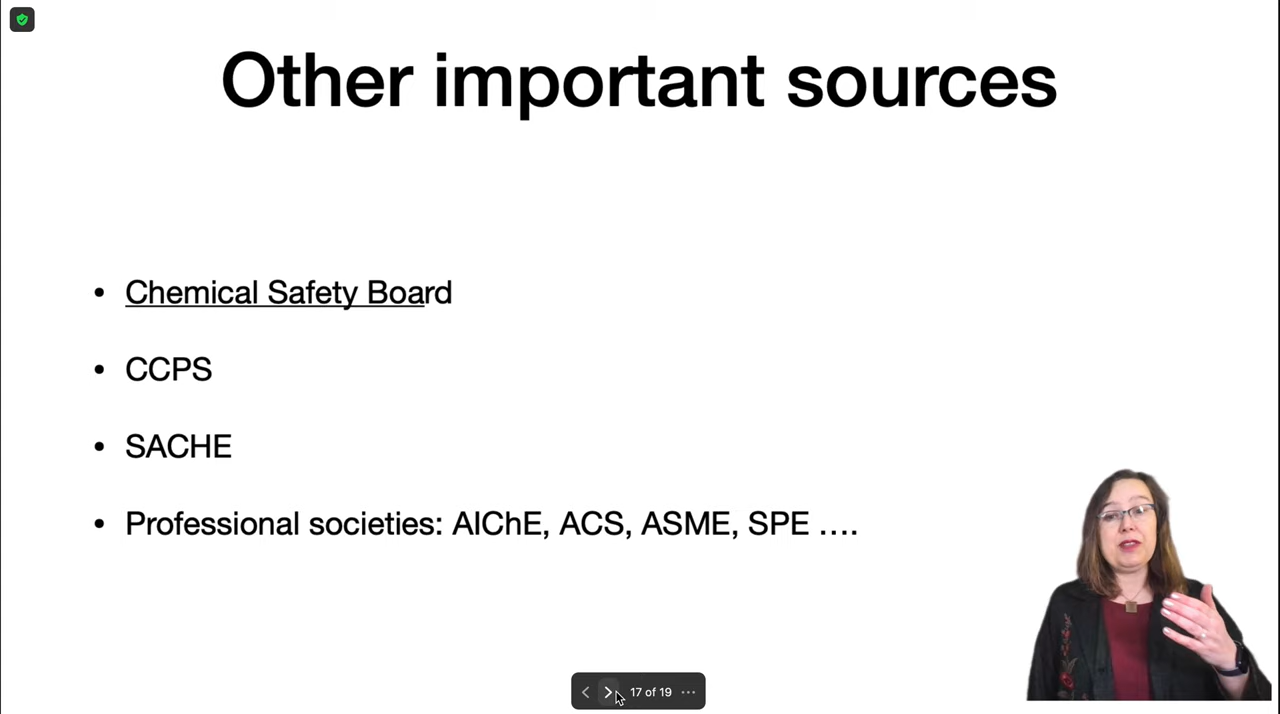 Other important sources
• Chemical Safety Board
• CCPS
• SACHE
• Professional societies: AIChE, ACS, ASME, SPE ....
17 of 19